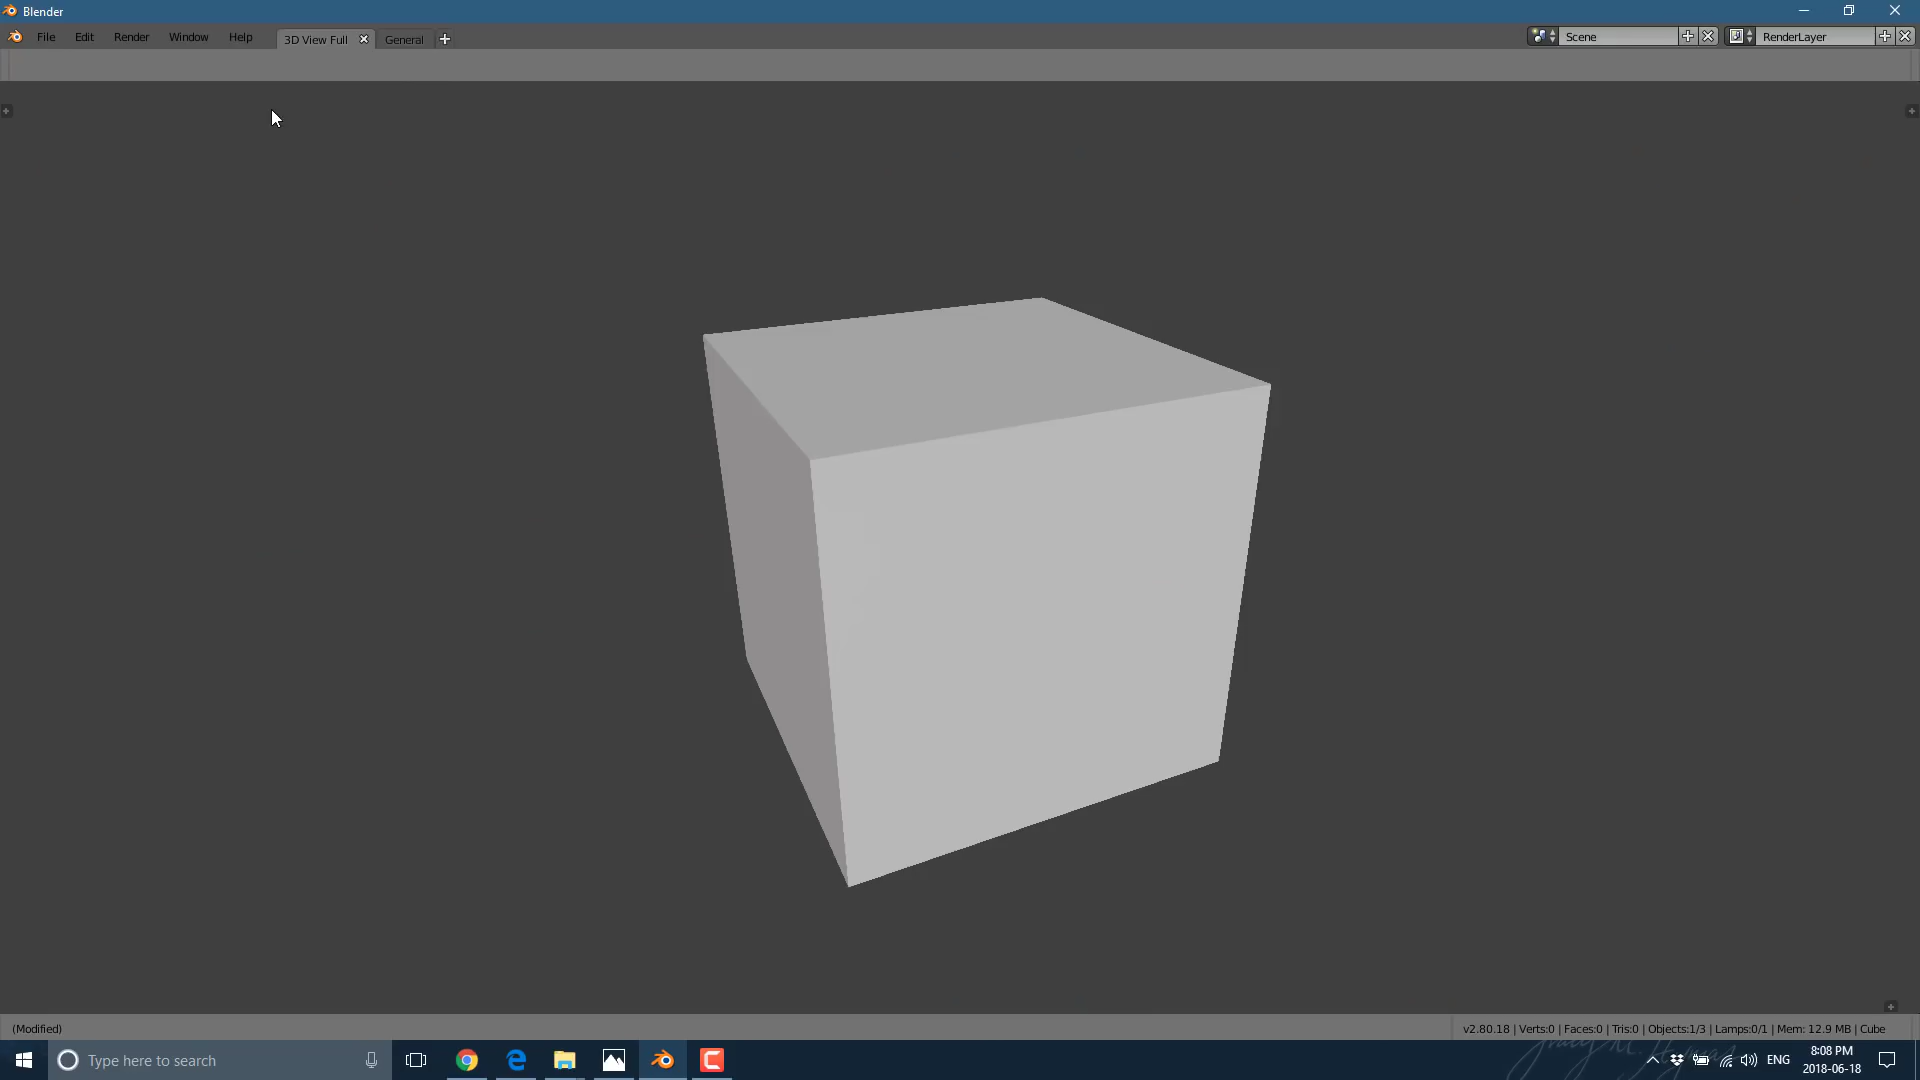 Blender
File Edit Render Window Help 3D View Full General Scene RenderLayer
(Modified) v2.80.18 | Verts:0 | Faces:0 | Tris:0 | Objects:1/3 | Lamps:0/1 | Mem: 12.9 MB | Cube
Type here to search ENG 8:08 PM
2018-06-18